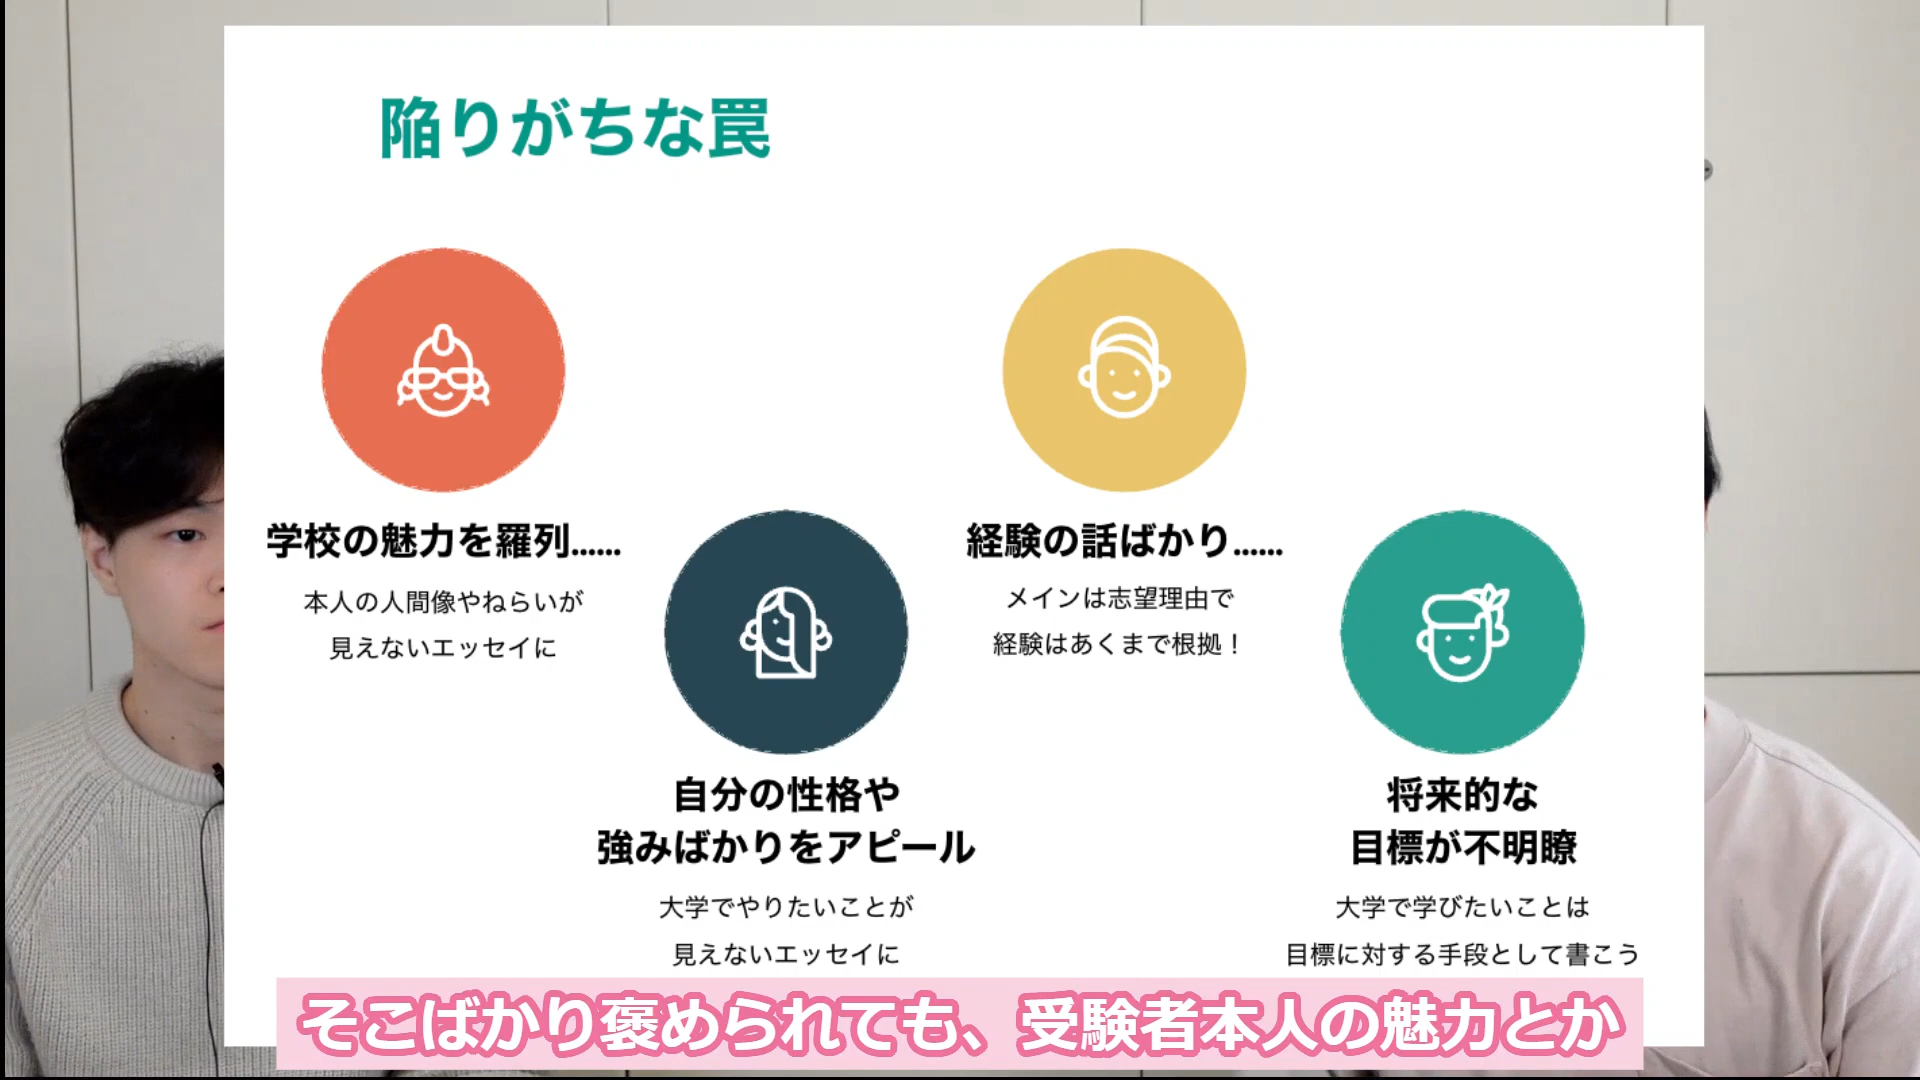 陥りがちな罠
学校の魅力を羅列......
本人の人間像やねらいが
見えないエッセイに
自分の性格や
強みばかりをアピール
大学でやりたいことが
見えないエッセイに
経験の話ばかり......
メインは志望理由で
経験はあくまで根拠！
将来的な
目標が不明瞭
大学で学びたいことは
目標に対する手段として書こう
そこばかり褒められても、受験者本人の魅力とか